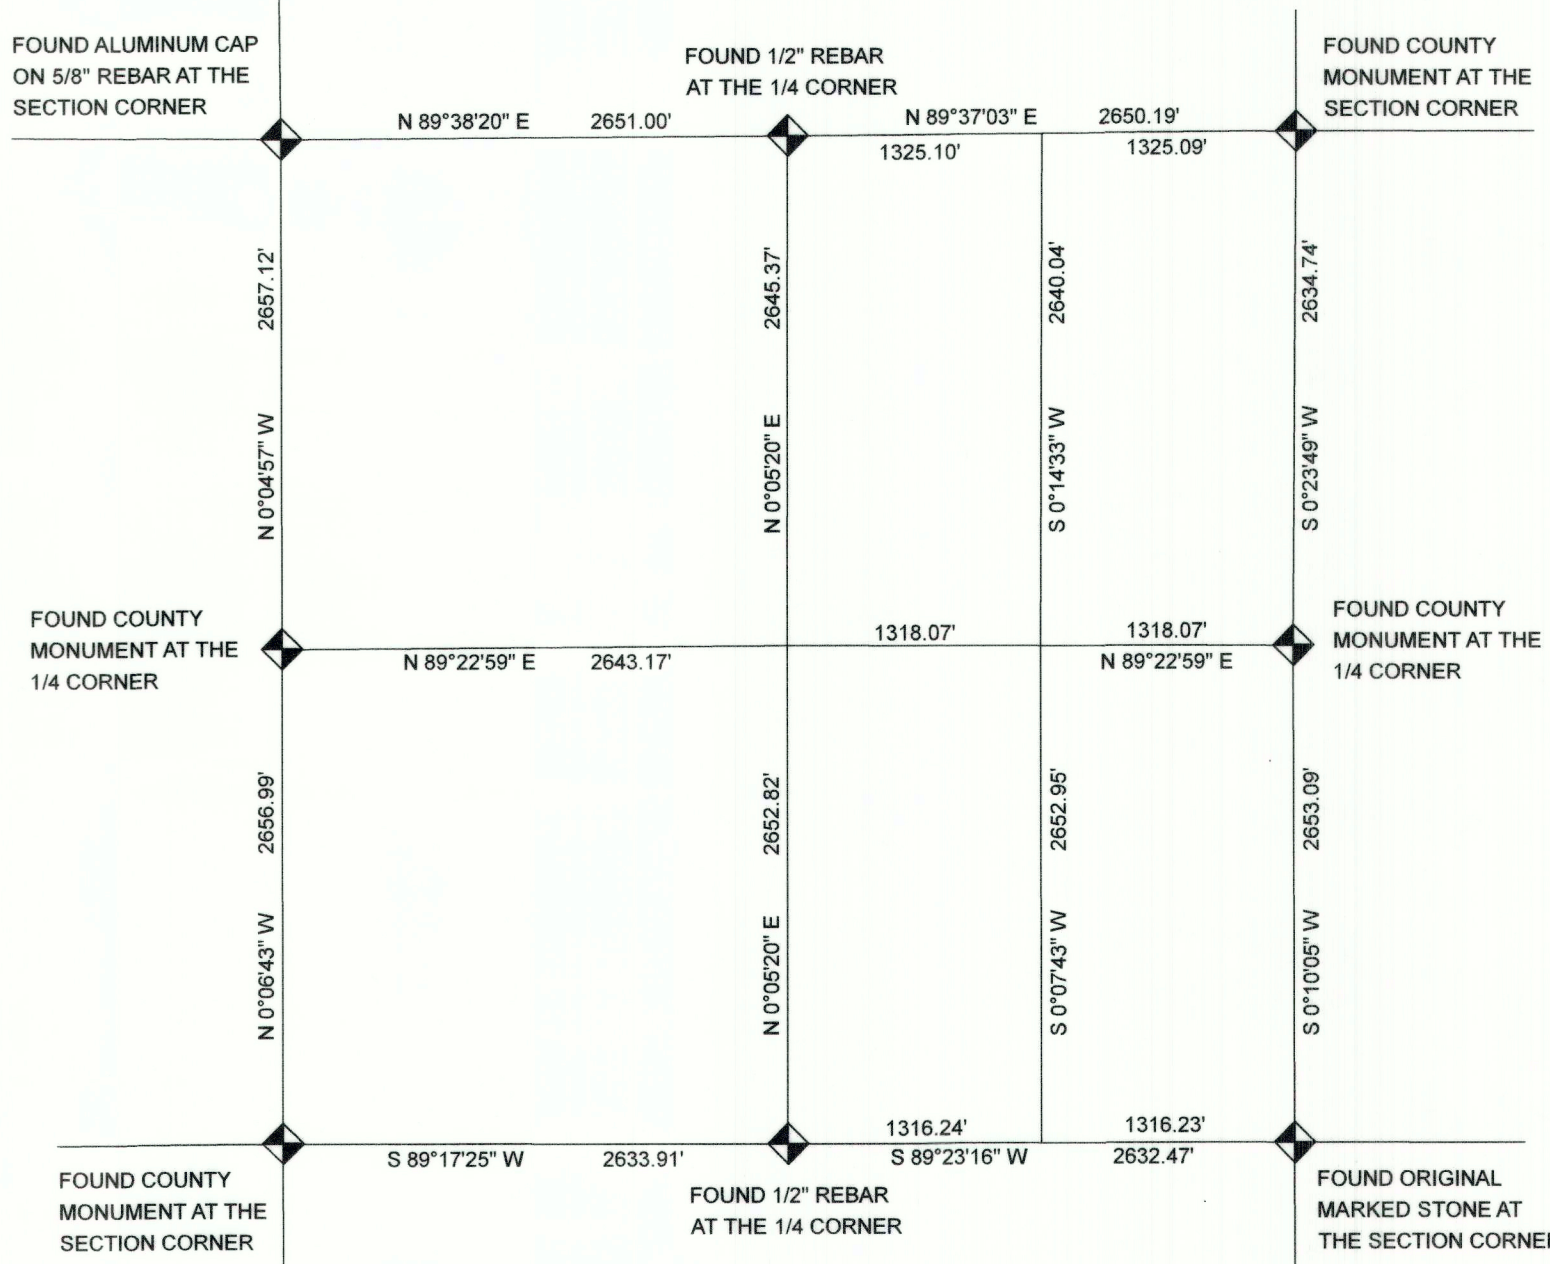 FOUND ALUMINUM CAP
ON 5/8" REBAR AT THE
SECTION CORNER
FOUND 1/2" REBAR
AT THE 1/4 CORNER
FOUND COUNTY
MONUMENT AT THE
SECTION CORNER
N 89°38'20" E 2651.00'
N 89°37'03" E 2650.19'
1325.10' 1325.09'
2657.12'
N 0°04'57" W
2645.37'
N 0°05'20" E
2640.04'
S 0°14'33" W
2634.74'
S 0°23'49" W
FOUND COUNTY
MONUMENT AT THE
1/4 CORNER
1318.07' 1318.07'
N 89°22'59" E 2643.17'
N 89°22'59" E
FOUND COUNTY
MONUMENT AT THE
1/4 CORNER
2656.99'
N 0°06'43" W
2652.82'
N 0°05'20" E
2652.95'
S 0°07'43" W
2653.09'
S 0°10'05" W
1316.24' 1316.23'
S 89°17'25" W 2633.91'
S 89°23'16" W 2632.47'
FOUND COUNTY
MONUMENT AT THE
SECTION CORNER
FOUND 1/2" REBAR
AT THE 1/4 CORNER
FOUND ORIGINAL
MARKED STONE AT
THE SECTION CORNE